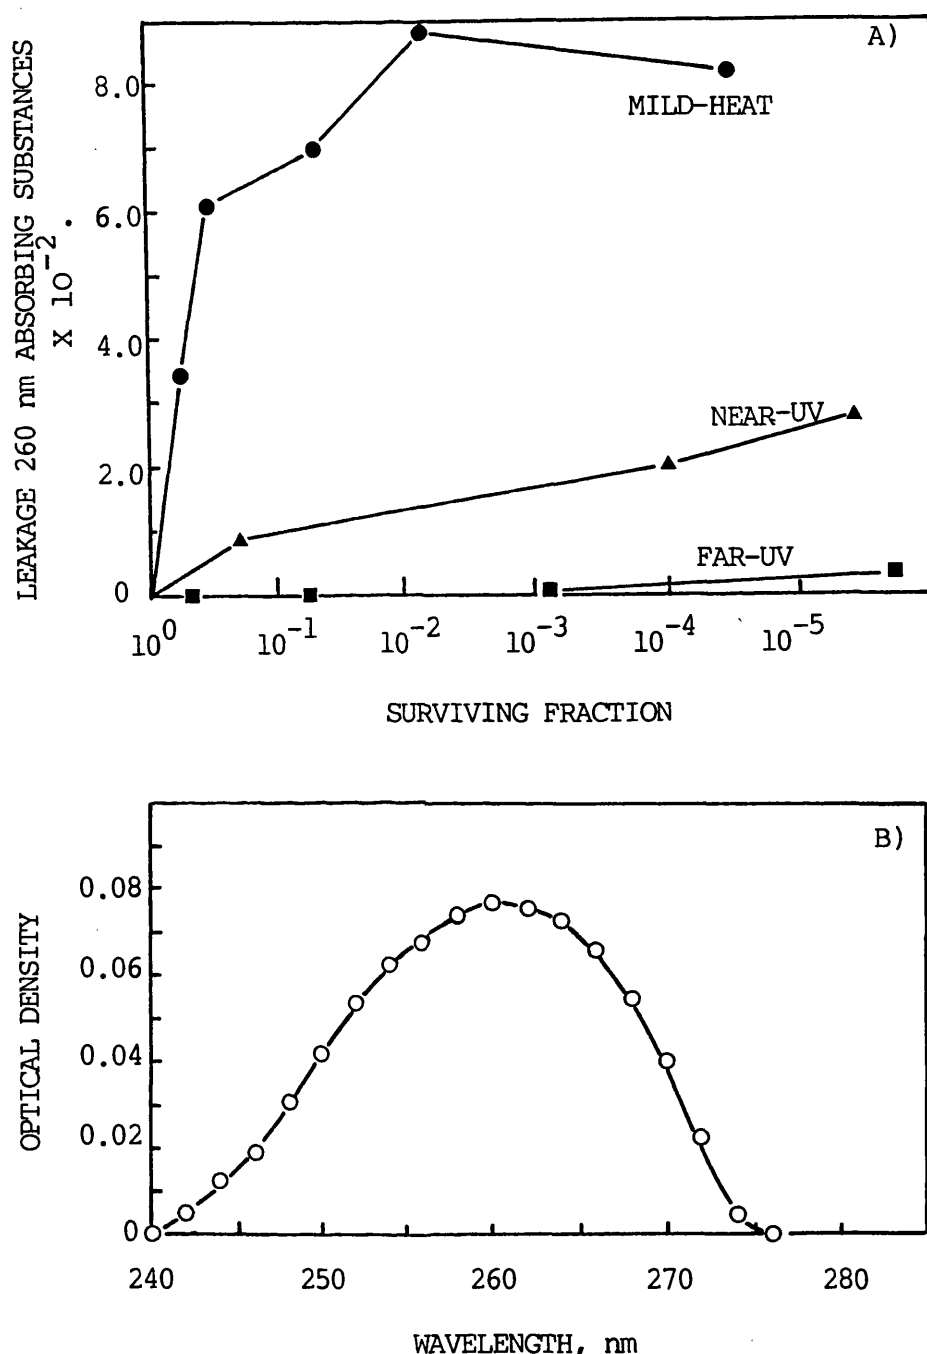 A)
LEAKAGE 260 nm ABSORBING SUBSTANCES
X 10-2.
8.0
6.0
4.0
2.0
0
MILD-HEAT
NEAR-UV
FAR-UV
10^0 10^-1 10^-2 10^-3 10^-4 10^-5
SURVIVING FRACTION
B)
OPTICAL DENSITY
0.08
0.06
0.04
0.02
0
240 250 260 270 280
WAVELENGTH, nm